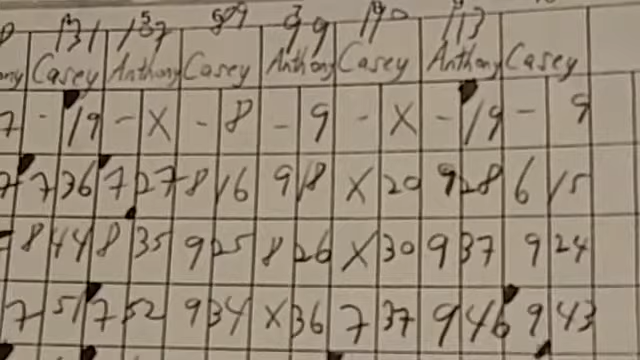 131 137 99 190 113
Casey Anthony Casey Anthony Casey Anthony Casey
7 - 19 - X - 8 - 9 - X - 19 - 9
7 7 36 7 27 8 16 9 18 X 20 9 28 6 15
8 44 8 35 9 25 8 26 X 30 9 37 9 24
7 51 7 52 9 34 X 36 7 37 9 46 9 43